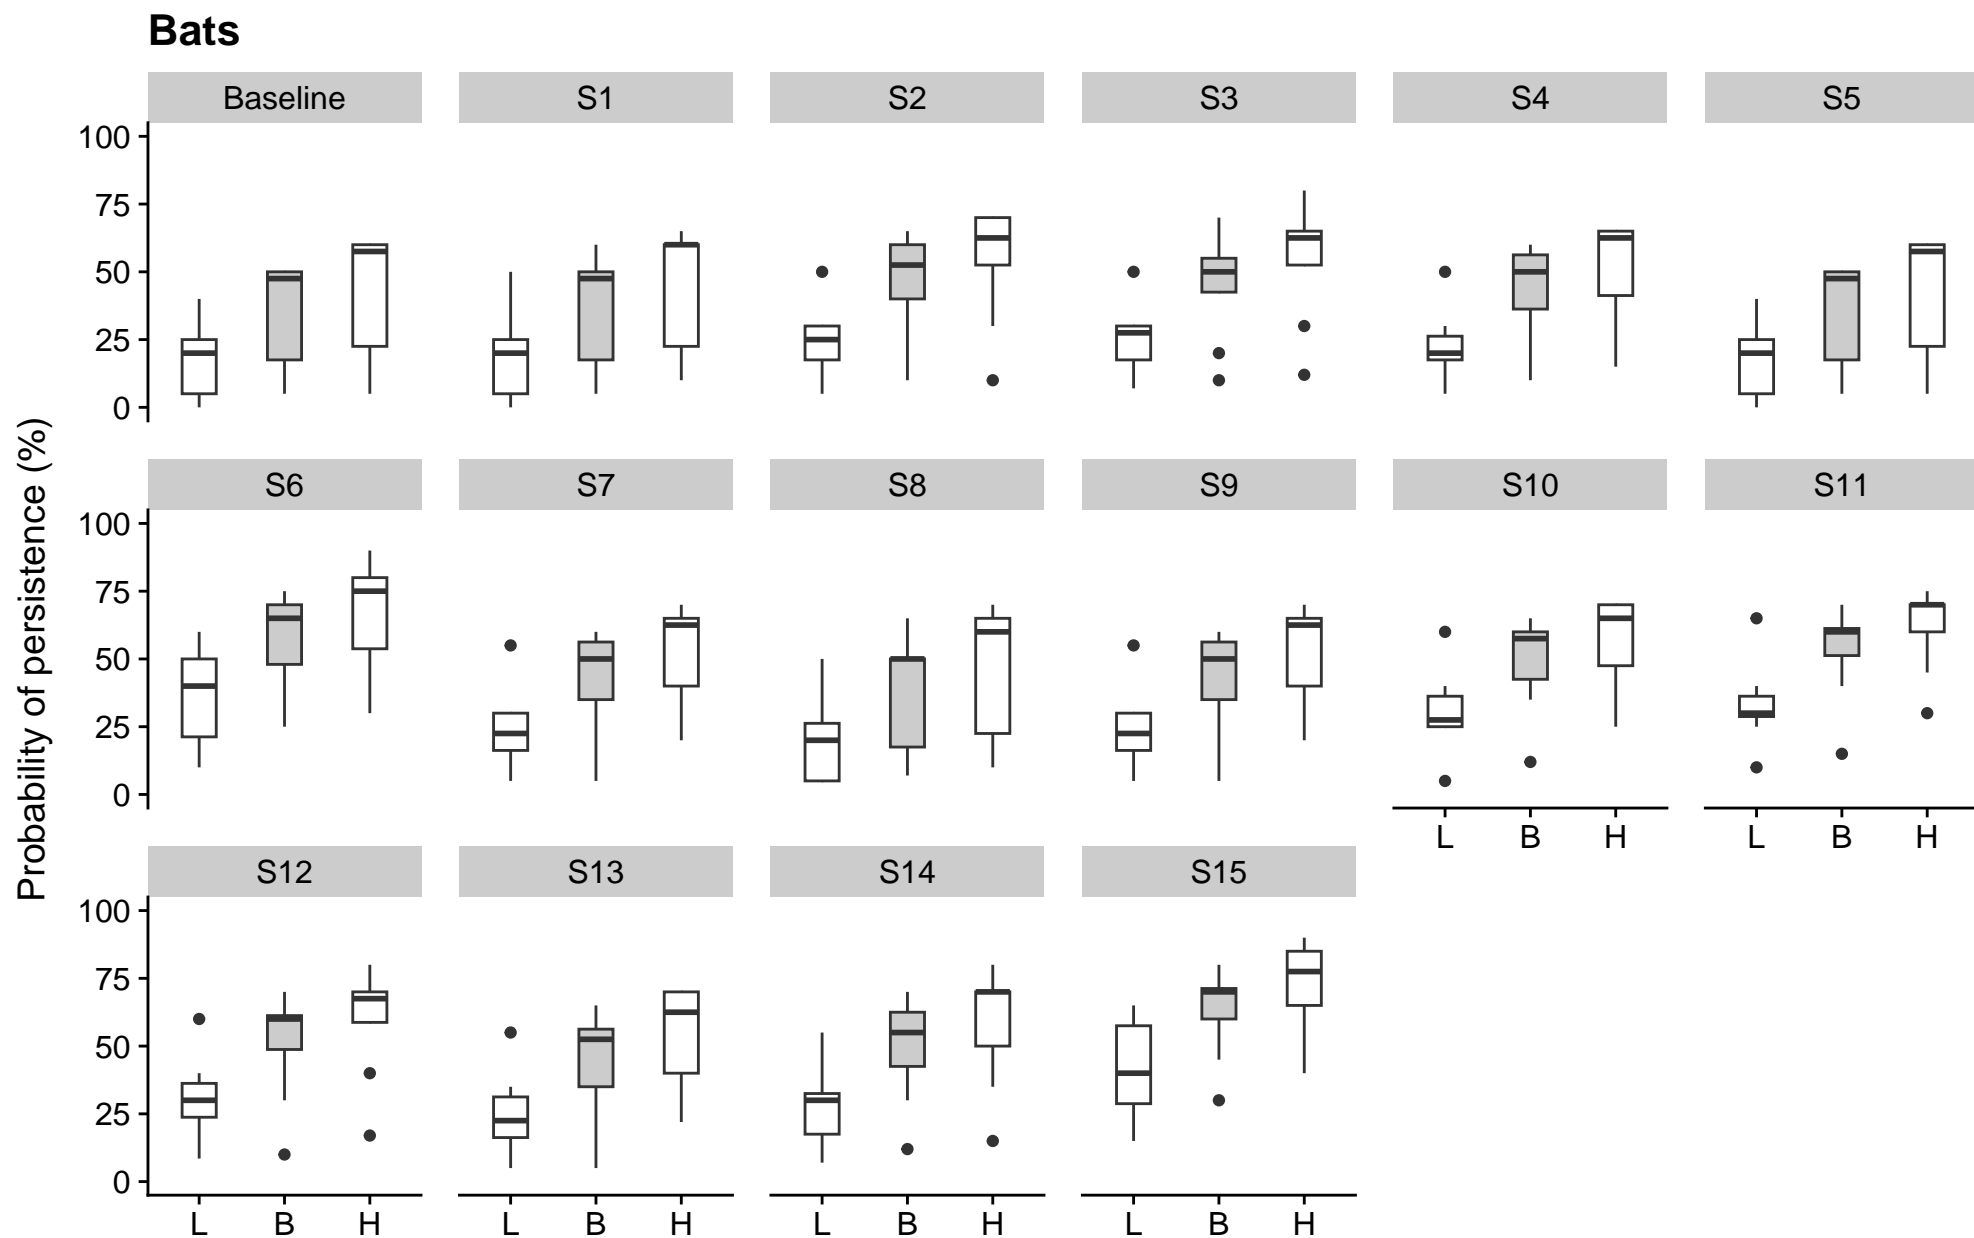 Bats
Baseline S1 S2 S3 S4 S5
100
75
50
25
0
Probability of persistence (%)
S6 S7 S8 S9 S10 S11
100
75
50
25
0
L B H L B H
S12 S13 S14 S15
100
75
50
25
0
L B H L B H L B H L B H